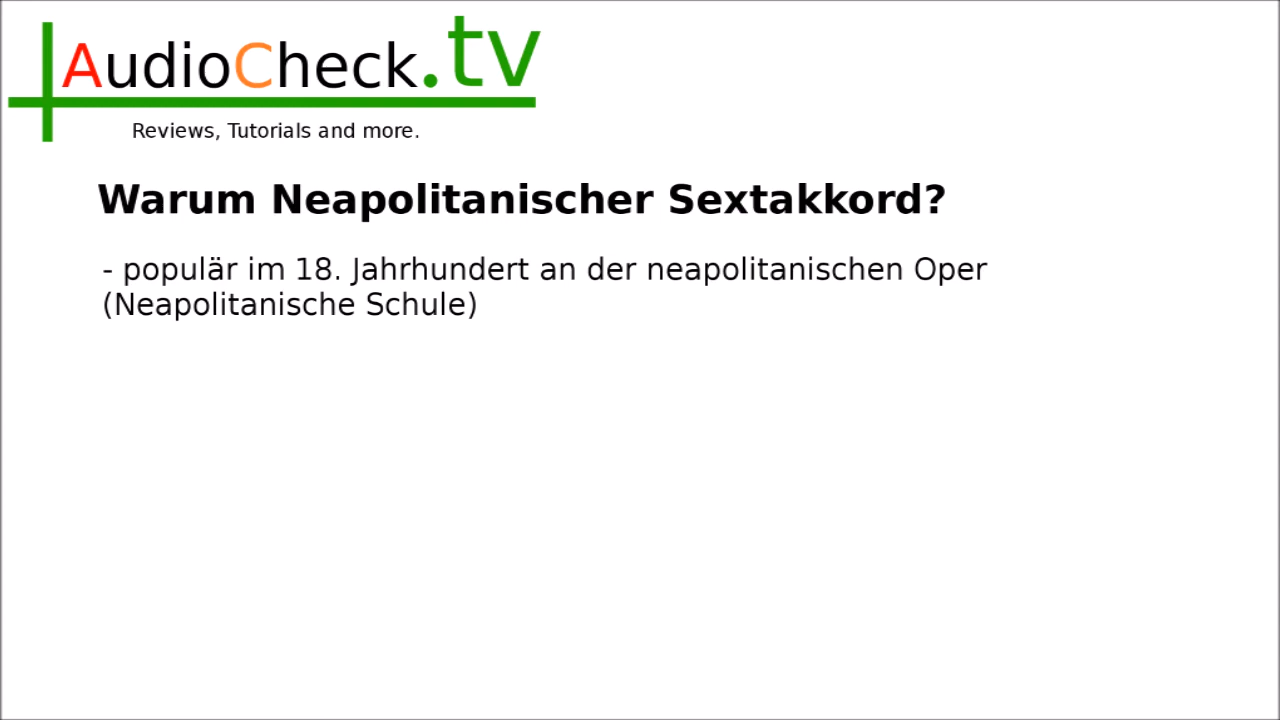 AudioCheck.tv
Reviews, Tutorials and more.
Warum Neapolitanischer Sextakkord?
- populär im 18. Jahrhundert an der neapolitanischen Oper
(Neapolitanische Schule)